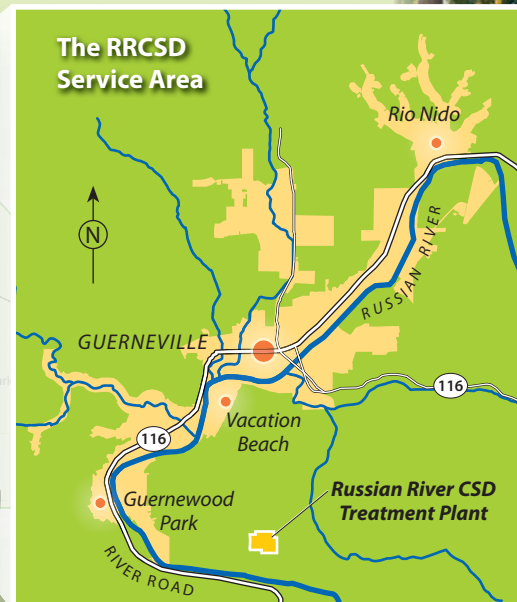 The RRCSD
Service Area
Rio Nido
N
RUSSIAN RIVER
GUERNEVILLE
116
Vacation
Beach
116
Guernewood
Park
Russian River CSD
Treatment Plant
RIVER ROAD